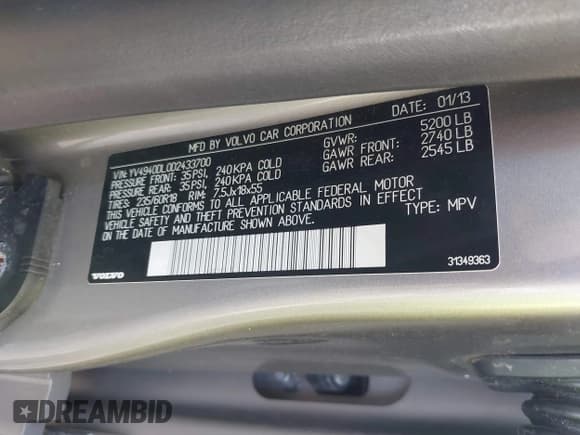 MFD BY VOLVO CAR CORPORATION DATE: 01/13
VIN: YV4940DL0D2433700 GVWR: 5200 LB
PRESSURE FRONT: 35PSI, 240KPA COLD GAWR FRONT: 2740 LB
PRESSURE REAR: 35PSI, 240KPA COLD GAWR REAR: 2545 LB
TIRES: 235/60R18 RIM: 7.5Jx18x55
THIS VEHICLE CONFORMS TO ALL APPLICABLE FEDERAL MOTOR
VEHICLE SAFETY AND THEFT PREVENTION STANDARDS IN EFFECT
ON THE DATE OF MANUFACTURE SHOWN ABOVE. TYPE: MPV
VOLVO 31349363
DREAMBID